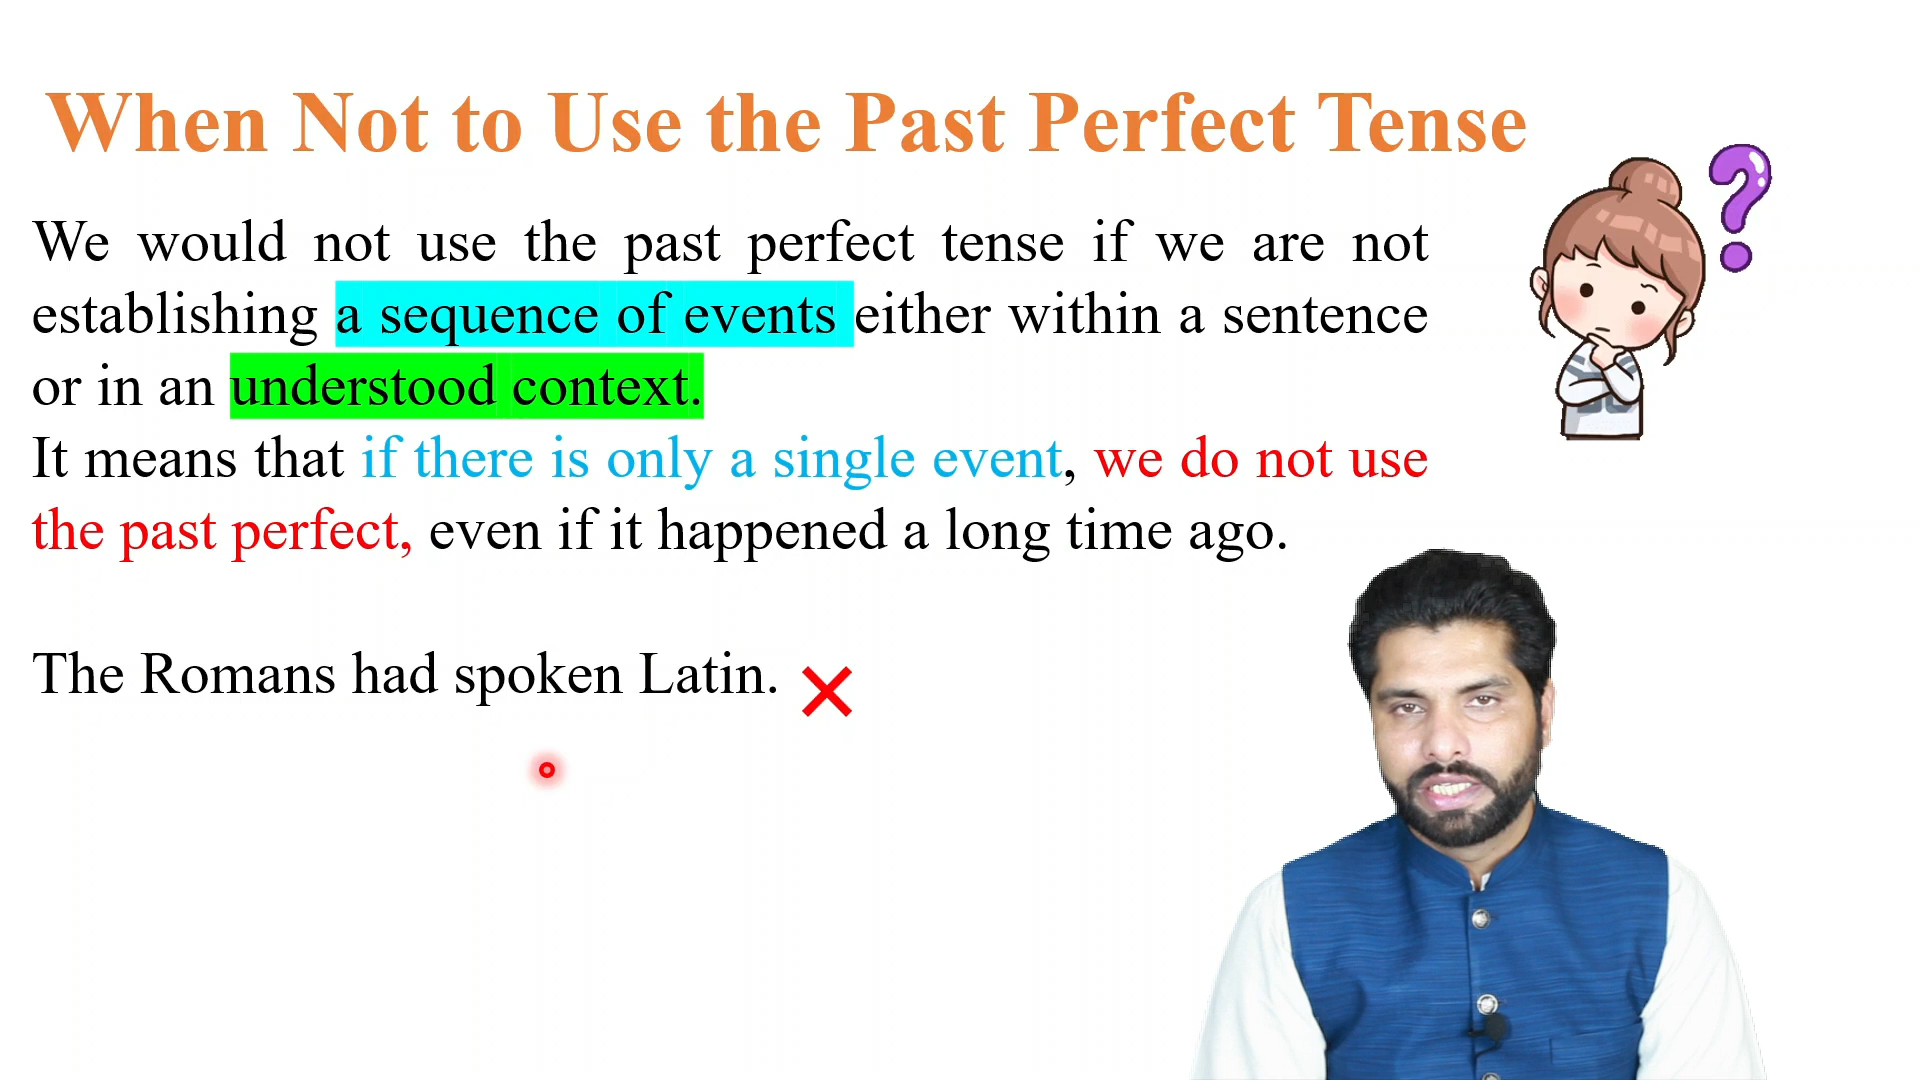 When Not to Use the Past Perfect Tense
We would not use the past perfect tense if we are not
establishing a sequence of events either within a sentence
or in an understood context.
It means that if there is only a single event, we do not use
the past perfect, even if it happened a long time ago.
The Romans had spoken Latin.